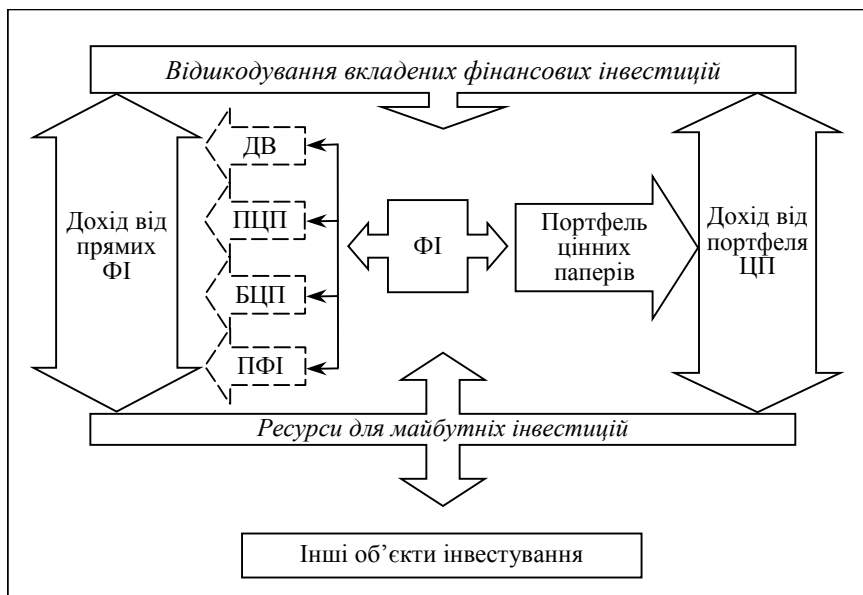 Відшкодування вкладених фінансових інвестицій
Дохід від
прямих
ФІ
ДВ
ПЦП
БЦП
ПФІ
ФІ
Портфель
цінних
паперів
Дохід від
портфеля
ЦП
Ресурси для майбутніх інвестицій
Інші об’єкти інвестування